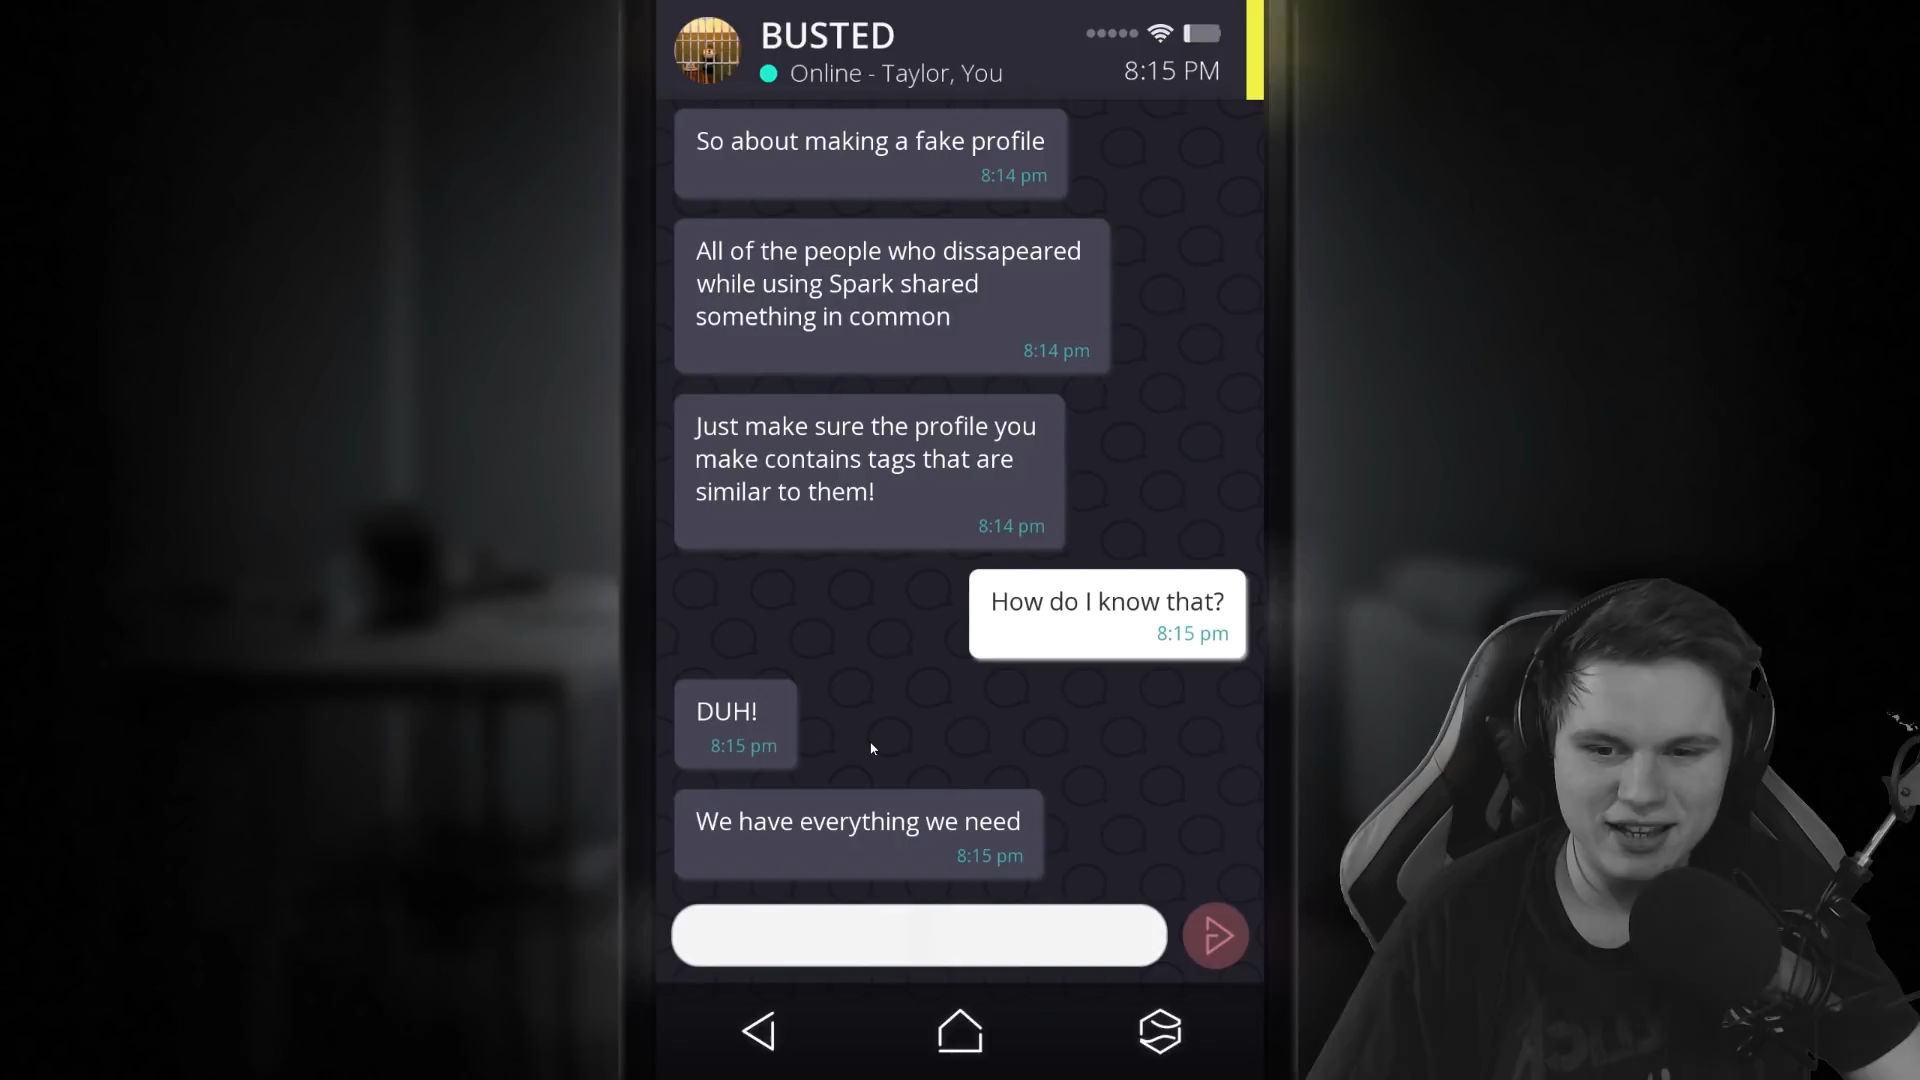 BUSTED
Online - Taylor, You
8:15 PM
So about making a fake profile
8:14 pm
All of the people who dissapeared
while using Spark shared
something in common
8:14 pm
Just make sure the profile you
make contains tags that are
similar to them!
8:14 pm
How do I know that?
8:15 pm
DUH!
8:15 pm
We have everything we need
8:15 pm